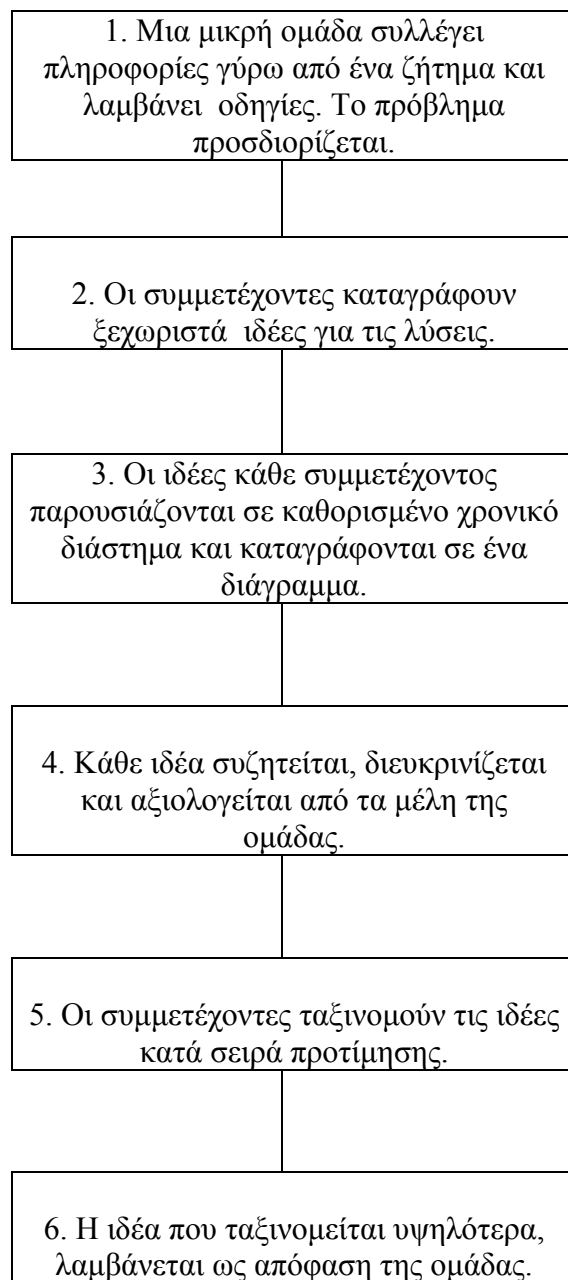 1. Μια μικρή ομάδα συλλέγει
πληροφορίες γύρω από ένα ζήτημα και
λαμβάνει οδηγίες. Το πρόβλημα
προσδιορίζεται.
2. Οι συμμετέχοντες καταγράφουν
ξεχωριστά ιδέες για τις λύσεις.
3. Οι ιδέες κάθε συμμετέχοντος
παρουσιάζονται σε καθορισμένο χρονικό
διάστημα και καταγράφονται σε ένα
διάγραμμα.
4. Κάθε ιδέα συζητείται, διευκρινίζεται
και αξιολογείται από τα μέλη της
ομάδας.
5. Οι συμμετέχοντες ταξινομούν τις ιδέες
κατά σειρά προτίμησης.
6. Η ιδέα που ταξινομείται υψηλότερα,
λαμβάνεται ως απόφαση της ομάδας.